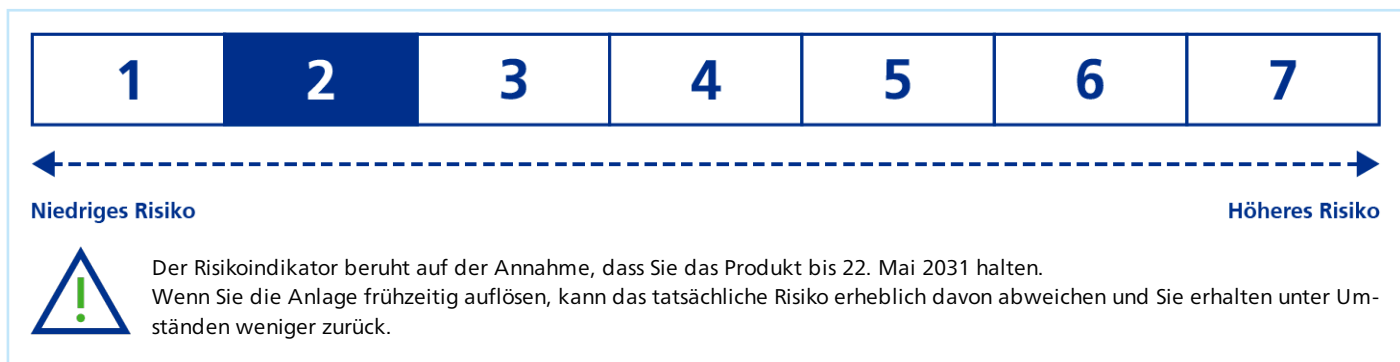 1 2 3 4 5 6 7
Niedriges Risiko Höheres Risiko
Der Risikoindikator beruht auf der Annahme, dass Sie das Produkt bis 22. Mai 2031 halten.
Wenn Sie die Anlage frühzeitig auflösen, kann das tatsächliche Risiko erheblich davon abweichen und Sie erhalten unter Um-
ständen weniger zurück.